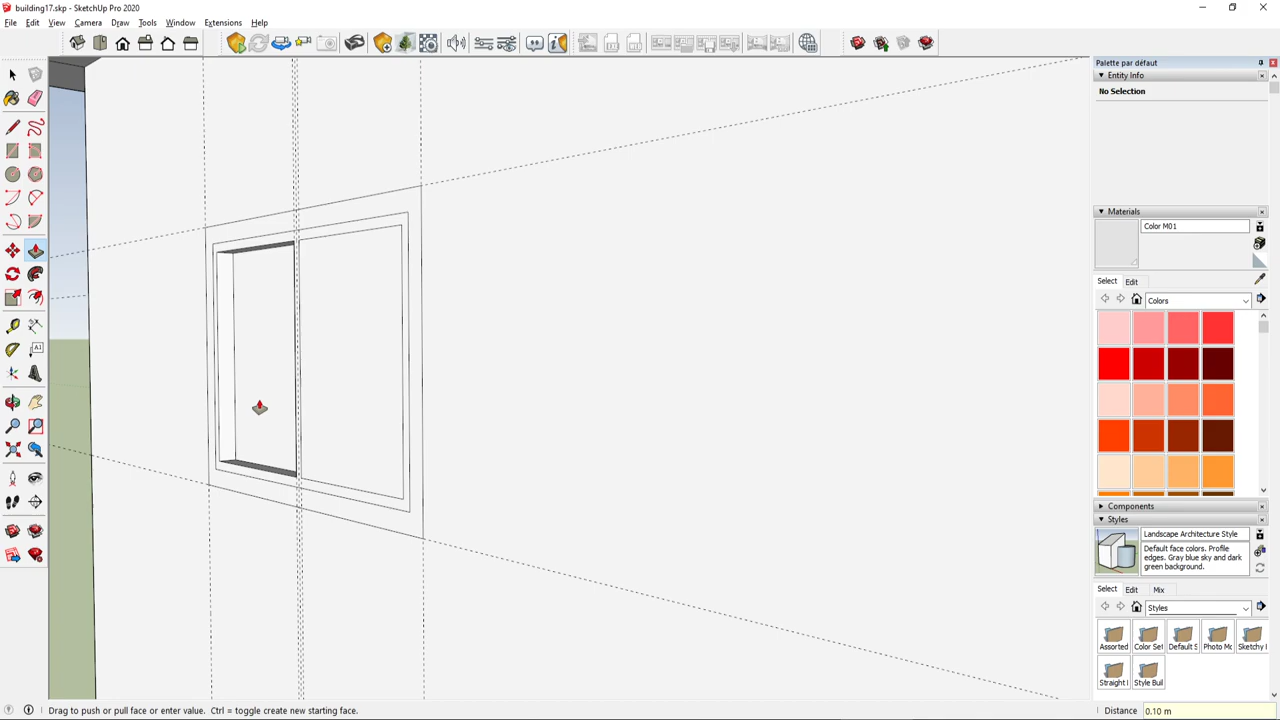 building17.skp - SketchUp Pro 2020
File Edit View Camera Draw Tools Window Extensions Help
Palette par défaut
Entity Info
No Selection
Materials
Color M01
Select Edit
Colors
Components
Styles
Landscape Architecture Style
Default face colors. Profile
edges. Gray blue sky and dark
green background.
Select Edit Mix
Styles
Assorted Color Set Default S Photo Mo Sketchy I
Straight I Style Buil
Drag to push or pull face or enter value. Ctrl = toggle create new starting face.
Distance 0.10 m